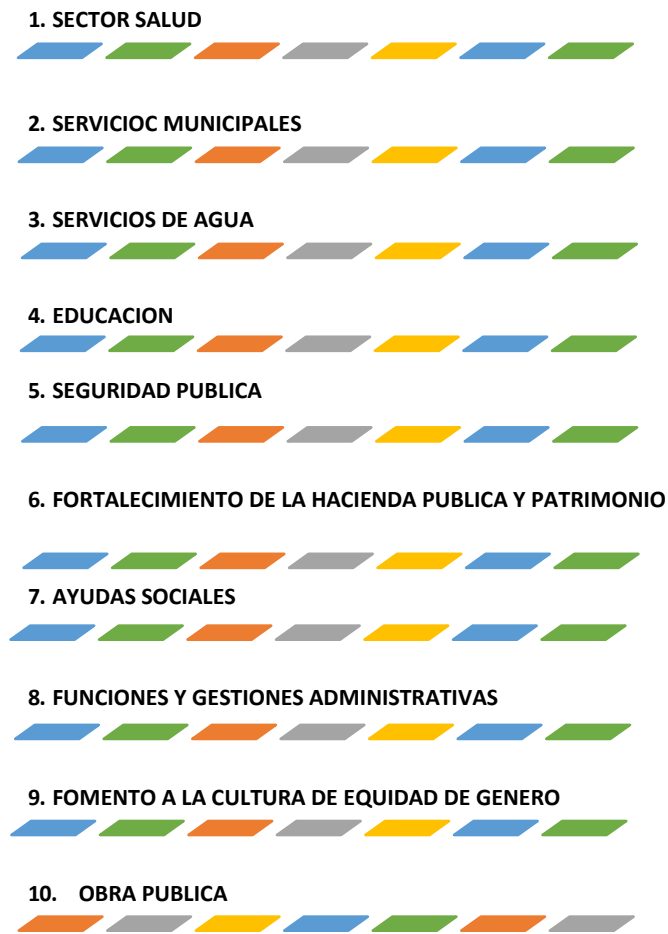 1. SECTOR SALUD
2. SERVICIOC MUNICIPALES
3. SERVICIOS DE AGUA
4. EDUCACION
5. SEGURIDAD PUBLICA
6. FORTALECIMIENTO DE LA HACIENDA PUBLICA Y PATRIMONIO
7. AYUDAS SOCIALES
8. FUNCIONES Y GESTIONES ADMINISTRATIVAS
9. FOMENTO A LA CULTURA DE EQUIDAD DE GENERO
10. OBRA PUBLICA